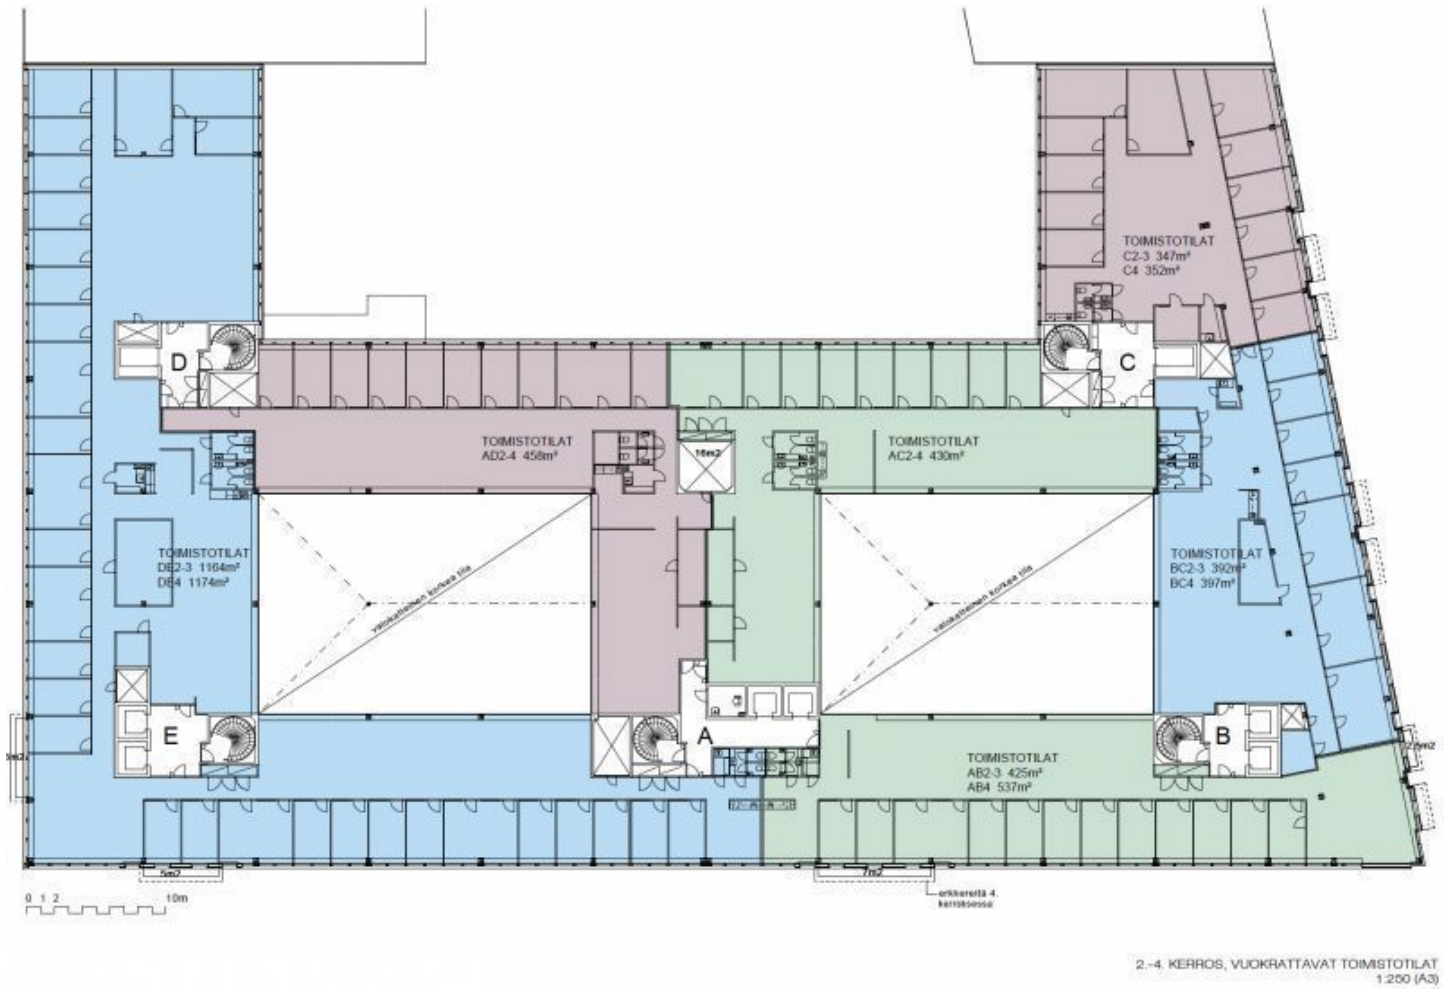 TOIMISTOTILAT
C2-3 347m²
C4 352m²
D
C
TOIMISTOTILAT
AD2-4 458m²
16m2
TOIMISTOTILAT
AC2-4 430m²
TOIMISTOTILAT
DE2-3 1164m²
DE4 1174m²
valokatteinen korkea tila
valokatteinen korkea tila
TOIMISTOTILAT
BC2-3 392m²
BC4 397m²
E
A
B
TOIMISTOTILAT
AB2-3 425m²
AB4 537m²
5m2
5m2
7m2
erkkereitä 4.
kerroksessa
0 1 2 10m
2.-4. KERROS, VUOKRATTAVAT TOIMISTOTILAT
1:250 (A3)